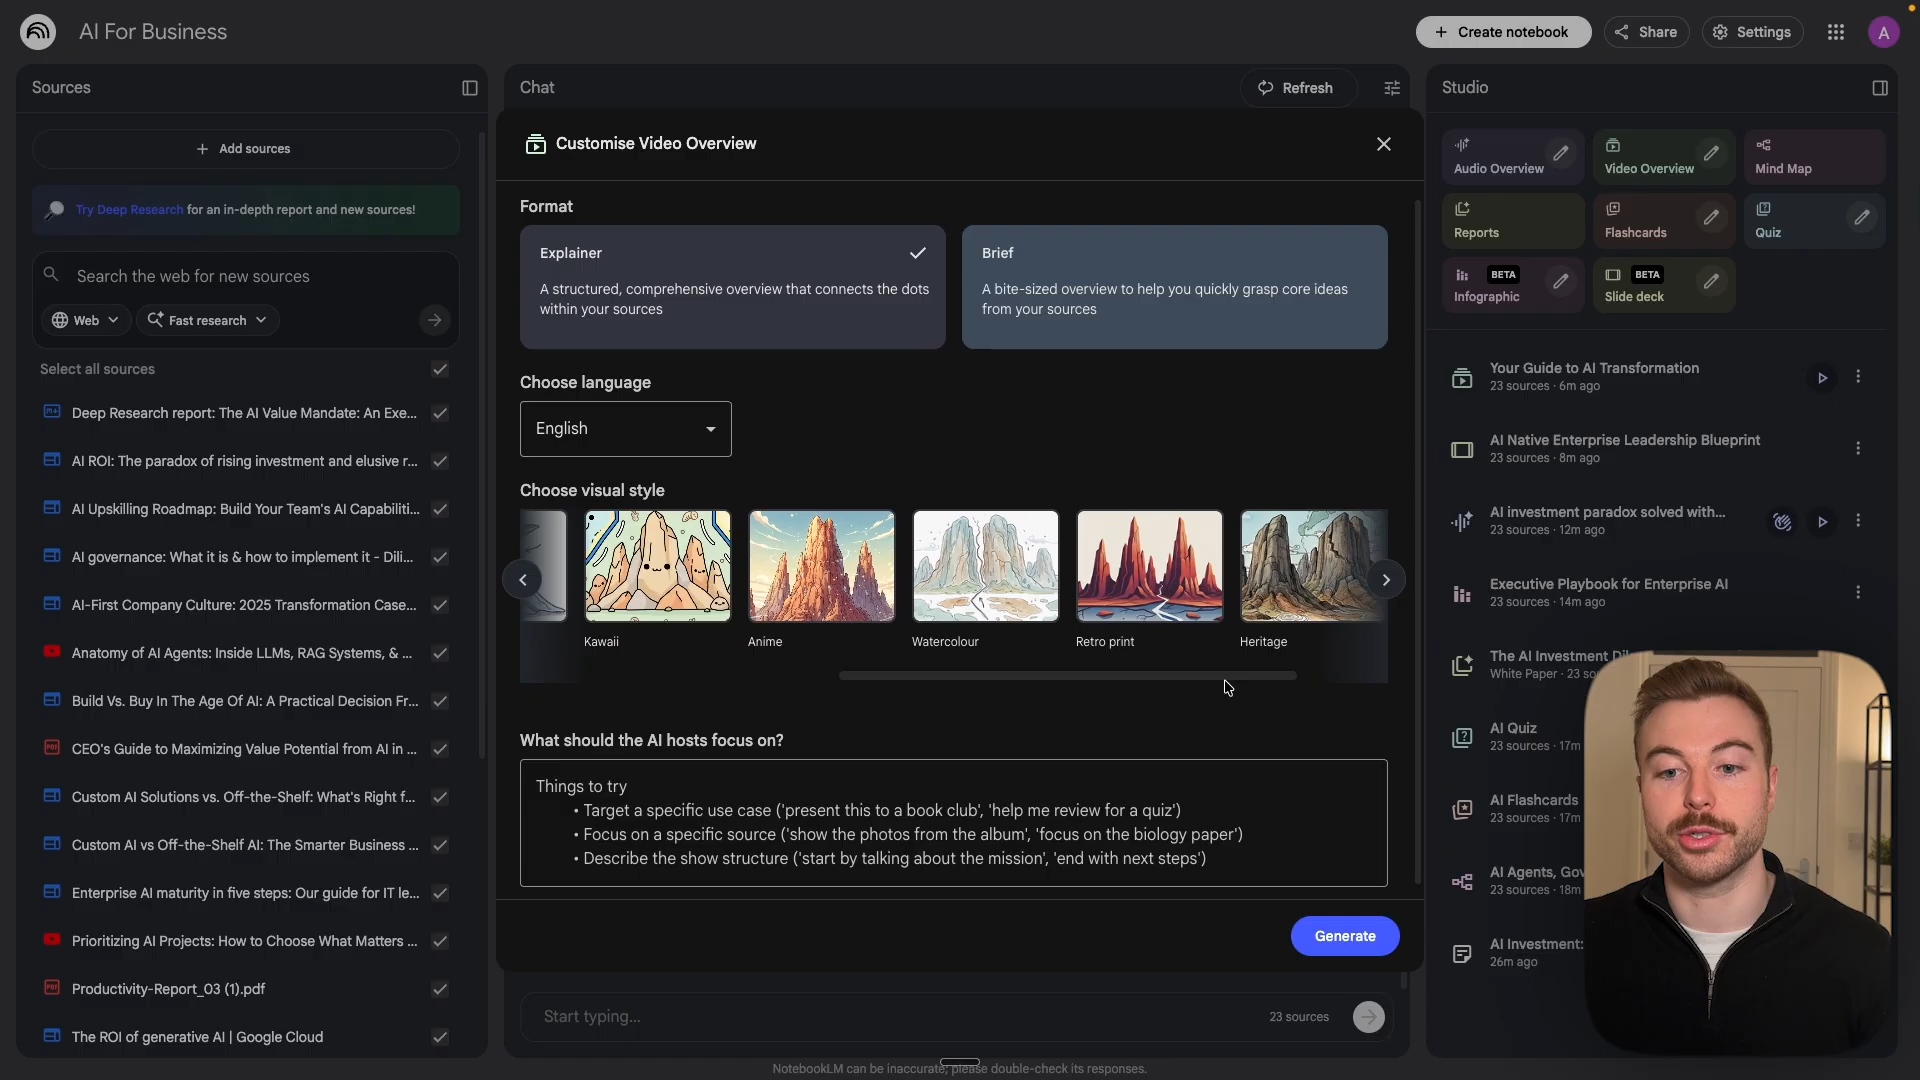 AI For Business
Create notebook
Share
Settings
A
Sources
Add sources
Try Deep Research for an in-depth report and new sources!
Search the web for new sources
Web
Fast research
Select all sources
Deep Research report: The AI Value Mandate: An Exe...
AI ROI: The paradox of rising investment and elusive r...
AI Upskilling Roadmap: Build Your Team's AI Capabiliti...
AI governance: What it is & how to implement it - Dili...
AI-First Company Culture: 2025 Transformation Case...
Anatomy of AI Agents: Inside LLMs, RAG Systems, & ...
Build Vs. Buy In The Age Of AI: A Practical Decision Fr...
CEO's Guide to Maximizing Value Potential from AI in ...
Custom AI Solutions vs. Off-the-Shelf: What's Right f...
Custom AI vs Off-the-Shelf AI: The Smarter Business ...
Enterprise AI maturity in five steps: Our guide for IT le...
Prioritizing AI Projects: How to Choose What Matters ...
Productivity-Report_03 (1).pdf
The ROI of generative AI | Google Cloud
Chat
Refresh
Customise Video Overview
Format
Explainer
A structured, comprehensive overview that connects the dots
within your sources
Brief
A bite-sized overview to help you quickly grasp core ideas
from your sources
Choose language
English
Choose visual style
Kawaii
Anime
Watercolour
Retro print
Heritage
What should the AI hosts focus on?
Things to try
• Target a specific use case ('present this to a book club', 'help me review for a quiz')
• Focus on a specific source ('show the photos from the album', 'focus on the biology paper')
• Describe the show structure ('start by talking about the mission', 'end with next steps')
Generate
Start typing...
23 sources
NotebookLM can be inaccurate; please double-check its responses.
Studio
Audio Overview
Video Overview
Mind Map
Reports
Flashcards
Quiz
BETA
Infographic
BETA
Slide deck
Your Guide to AI Transformation
23 sources · 6m ago
AI Native Enterprise Leadership Blueprint
23 sources · 8m ago
AI investment paradox solved with...
23 sources · 12m ago
Executive Playbook for Enterprise AI
23 sources · 14m ago
The AI Investment
White Paper · 23
AI Quiz
23 sources · 17m
AI Flashcards
23 sources · 17m
AI Agents,
23 sources · 18m
AI Investment:
26m ago